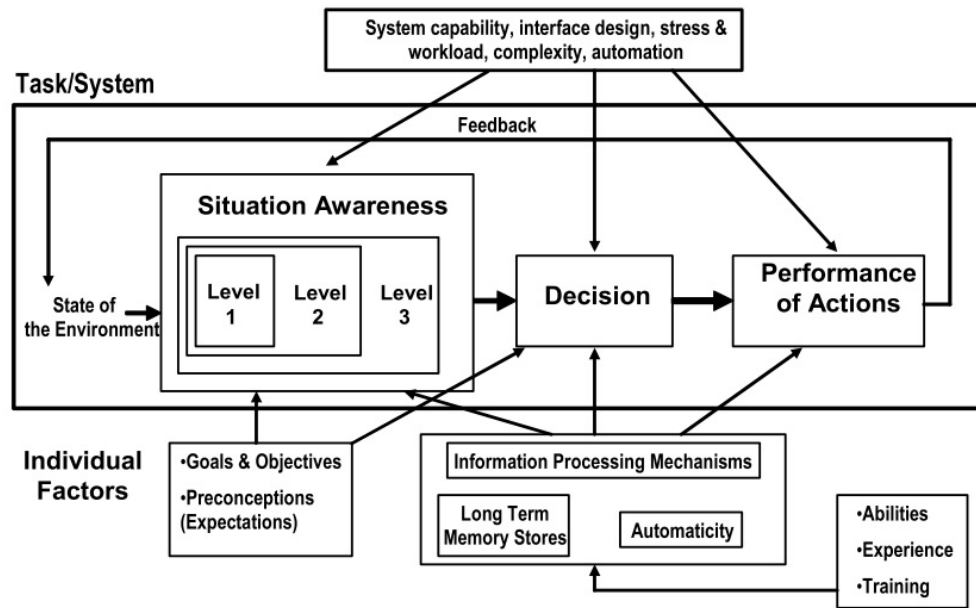 System capability, interface design, stress &
workload, complexity, automation
Task/System
Feedback
Situation Awareness
Level
1
Level
2
Level
3
State of
the Environment
Decision
Performance
of Actions
Individual
Factors
•Goals & Objectives
•Preconceptions
(Expectations)
Information Processing Mechanisms
Long Term
Memory Stores
Automaticity
•Abilities
•Experience
•Training